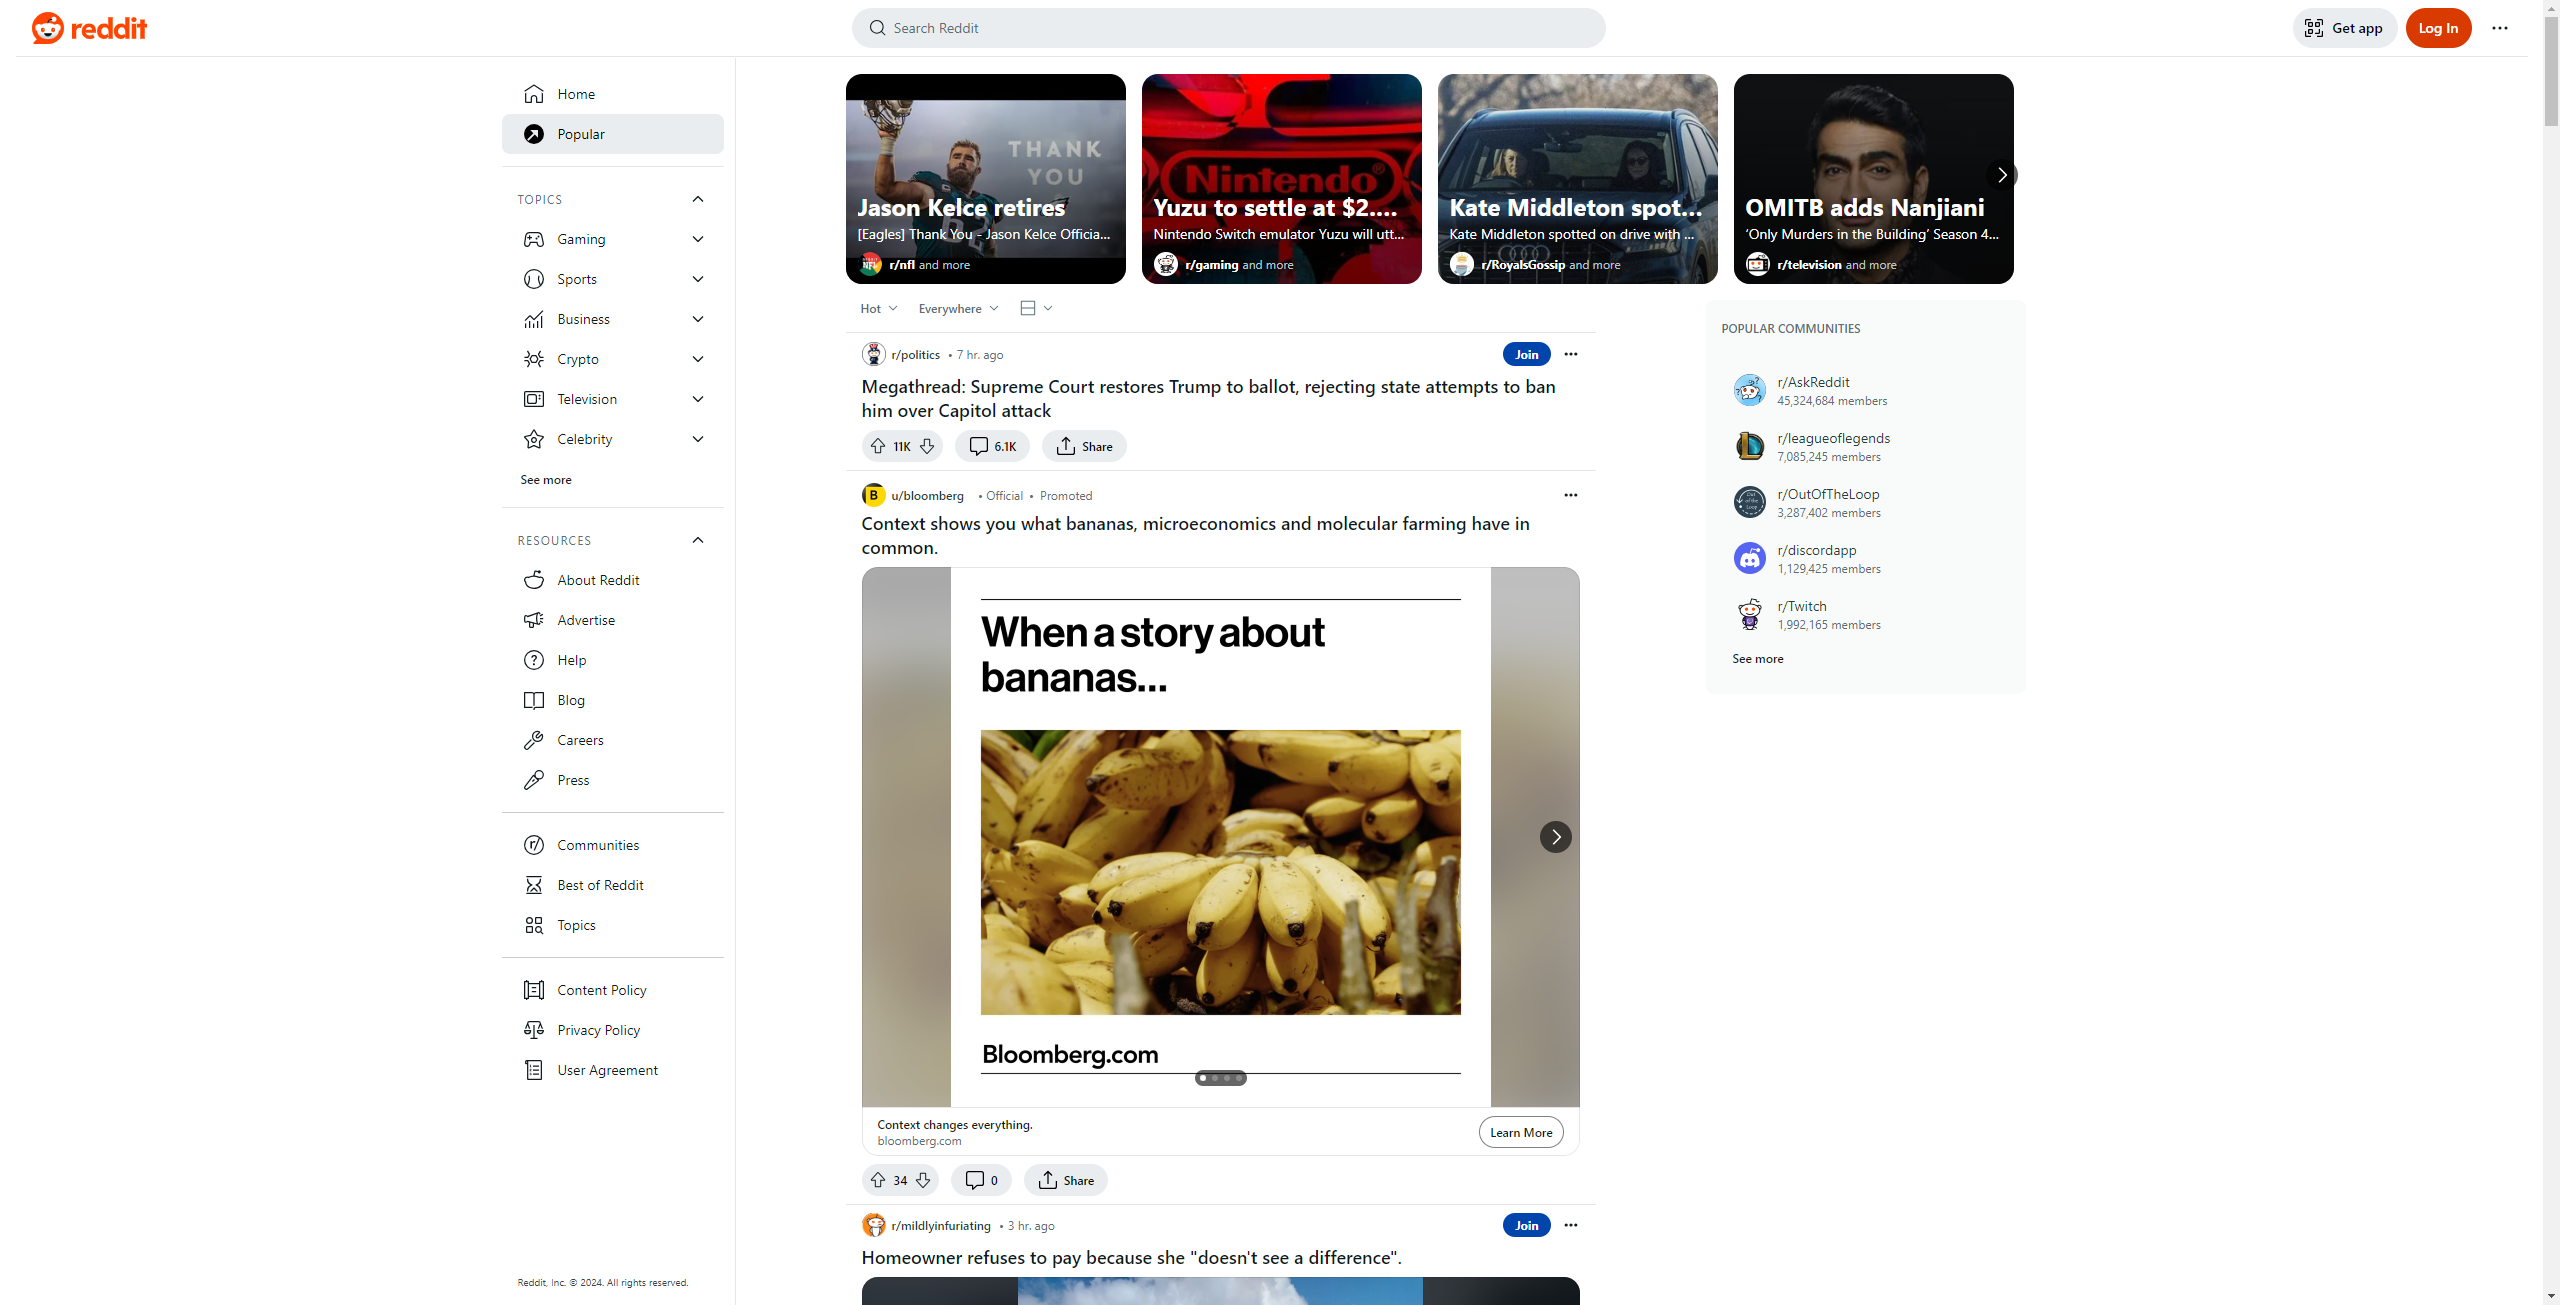 reddit
Search Reddit
Get app
Log In
Home
Popular
TOPICS
Gaming
Sports
Business
Crypto
Television
Celebrity
See more
RESOURCES
About Reddit
Advertise
Help
Blog
Careers
Press
Communities
Best of Reddit
Topics
Content Policy
Privacy Policy
User Agreement
Reddit, Inc. © 2024. All rights reserved.
THANK
YOU
Jason Kelce retires
[Eagles] Thank You - Jason Kelce Officia...
r/nfl and more
Nintendo®
Yuzu to settle at $2....
Nintendo Switch emulator Yuzu will utt...
r/gaming and more
Kate Middleton spot...
Kate Middleton spotted on drive with ...
r/RoyalsGossip and more
OMITB adds Nanjiani
‘Only Murders in the Building’ Season 4...
r/television and more
Hot
Everywhere
r/politics • 7 hr. ago
Join
Megathread: Supreme Court restores Trump to ballot, rejecting state attempts to ban
him over Capitol attack
11K
6.1K
Share
B
u/bloomberg • Official • Promoted
Context shows you what bananas, microeconomics and molecular farming have in
common.
When a story about
bananas...
Bloomberg.com
Context changes everything.
bloomberg.com
Learn More
34
0
Share
r/mildlyinfuriating • 3 hr. ago
Join
Homeowner refuses to pay because she "doesn't see a difference".
POPULAR COMMUNITIES
r/AskReddit
45,324,684 members
r/leagueoflegends
7,085,245 members
r/OutOfTheLoop
3,287,402 members
r/discordapp
1,129,425 members
r/Twitch
1,992,165 members
See more